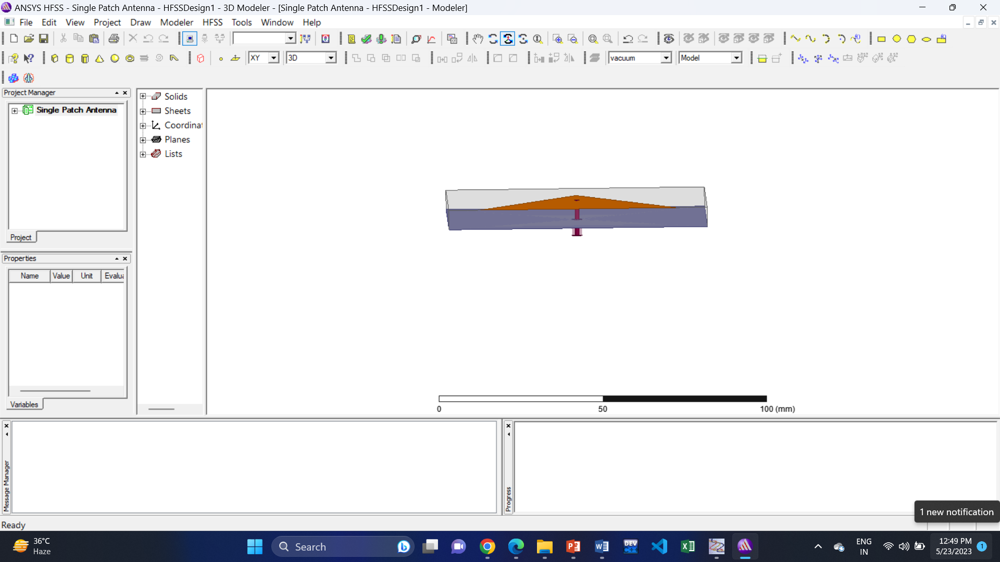 ANSYS HFSS - Single Patch Antenna - HFSSDesign1 - 3D Modeler - [Single Patch Antenna - HFSSDesign1 - Modeler]
File Edit View Project Draw Modeler HFSS Tools Window Help
XY 3D vacuum Model
Project Manager
Single Patch Antenna
Project
Solids
Sheets
Coordinat
Planes
Lists
Properties
Name Value Unit Evalua
Variables
0 50 100 (mm)
Message Manager
Progress
1 new notification
Ready
36°C
Haze
Search
DEV
ENG
IN
12:49 PM
5/23/2023
1